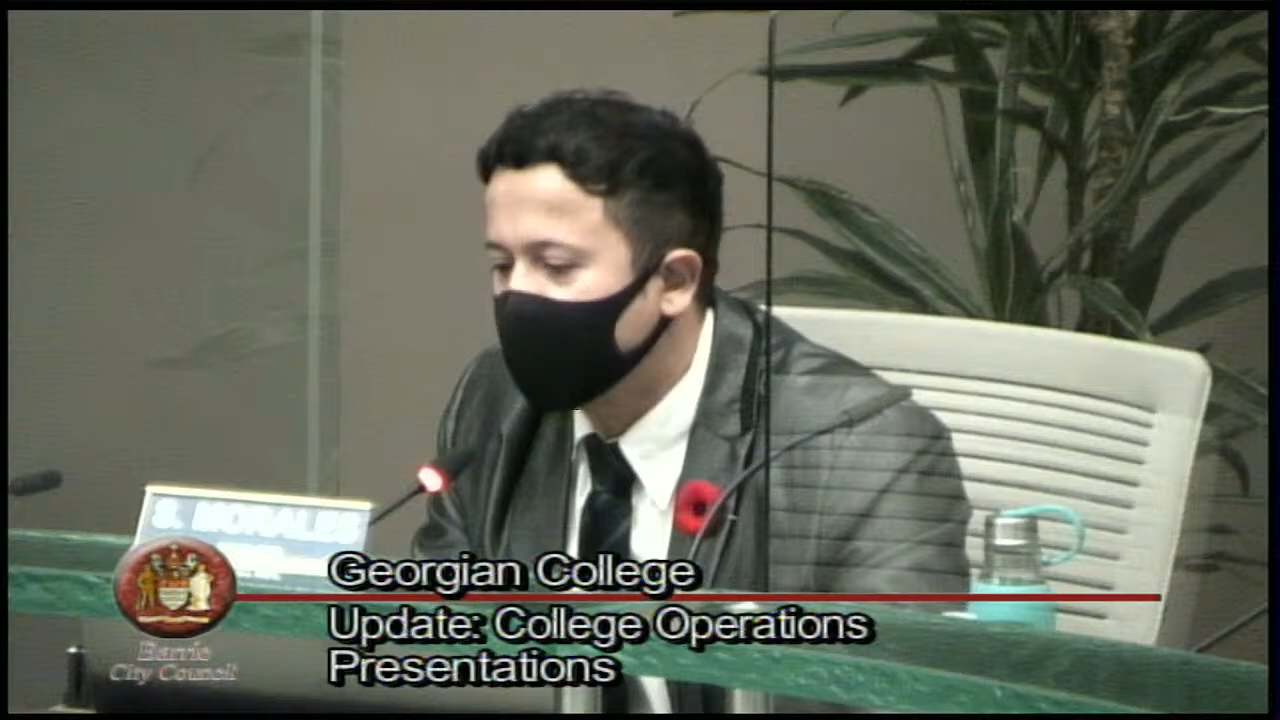 S. MORALES
Georgian College
Update: College Operations
Presentations
Barrie
City Council